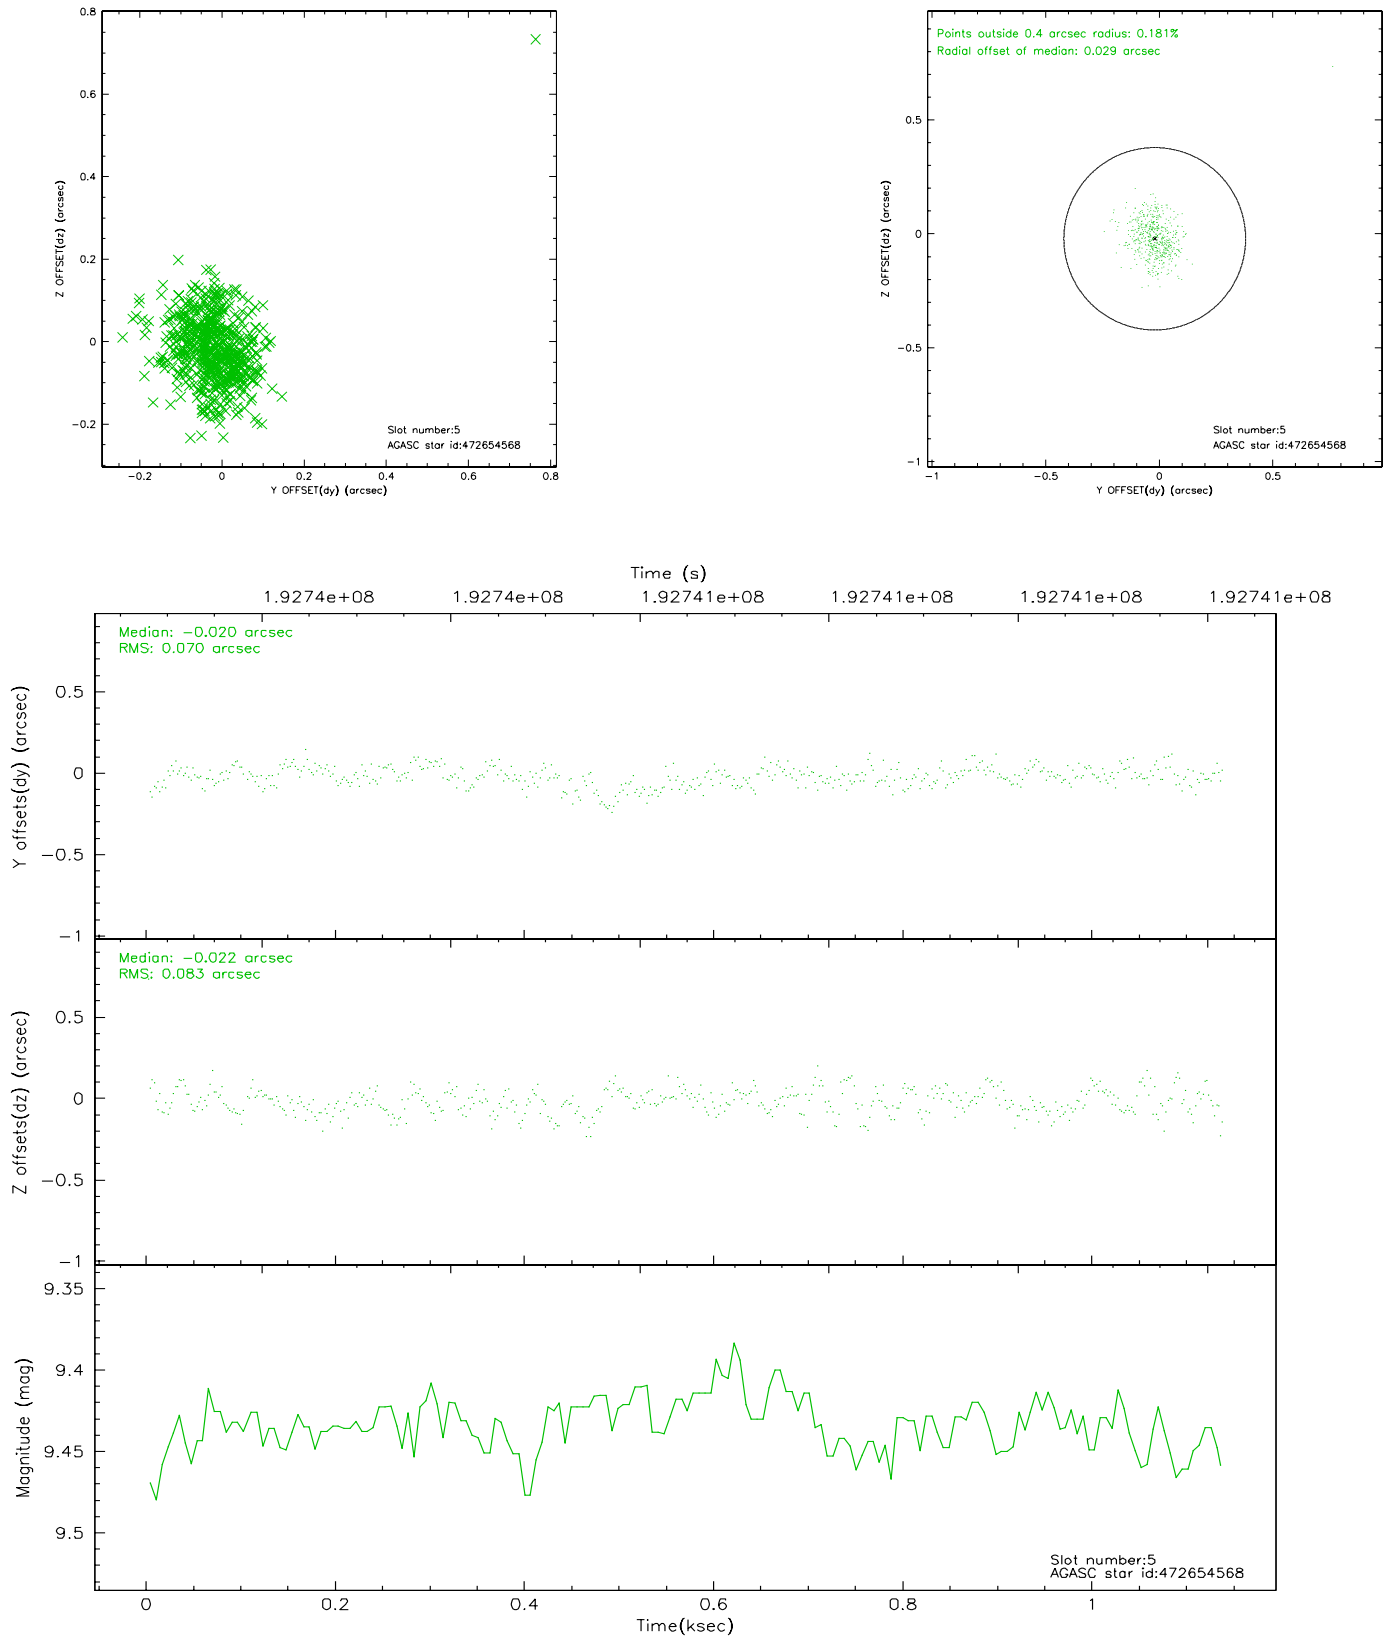 0.8
0.6
0.4
0.2
0
−0.2
−0.2
0
0.2
0.4
0.6
0.8
Z OFFSET(dz) (arcsec)
Y OFFSET(dy) (arcsec)
Slot number:5
AGASC star id:472654568
Points outside 0.4 arcsec radius: 0.181%
Radial offset of median: 0.029 arcsec
0.5
0
−0.5
−1
−1
−0.5
0
0.5
Z OFFSET(dz) (arcsec)
Y OFFSET(dy) (arcsec)
Slot number:5
AGASC star id:472654568
Time (s)
1.9274e+08 1.9274e+08 1.92741e+08 1.92741e+08 1.92741e+08 1.92741e+08
Median: −0.020 arcsec
RMS: 0.070 arcsec
0.5
0
−0.5
−1
Y offsets(dy) (arcsec)
Median: −0.022 arcsec
RMS: 0.083 arcsec
0.5
0
−0.5
−1
Z offsets(dz) (arcsec)
9.35
9.4
9.45
9.5
Magnitude (mag)
Slot number:5
AGASC star id:472654568
0 0.2 0.4 0.6 0.8 1
Time(ksec)